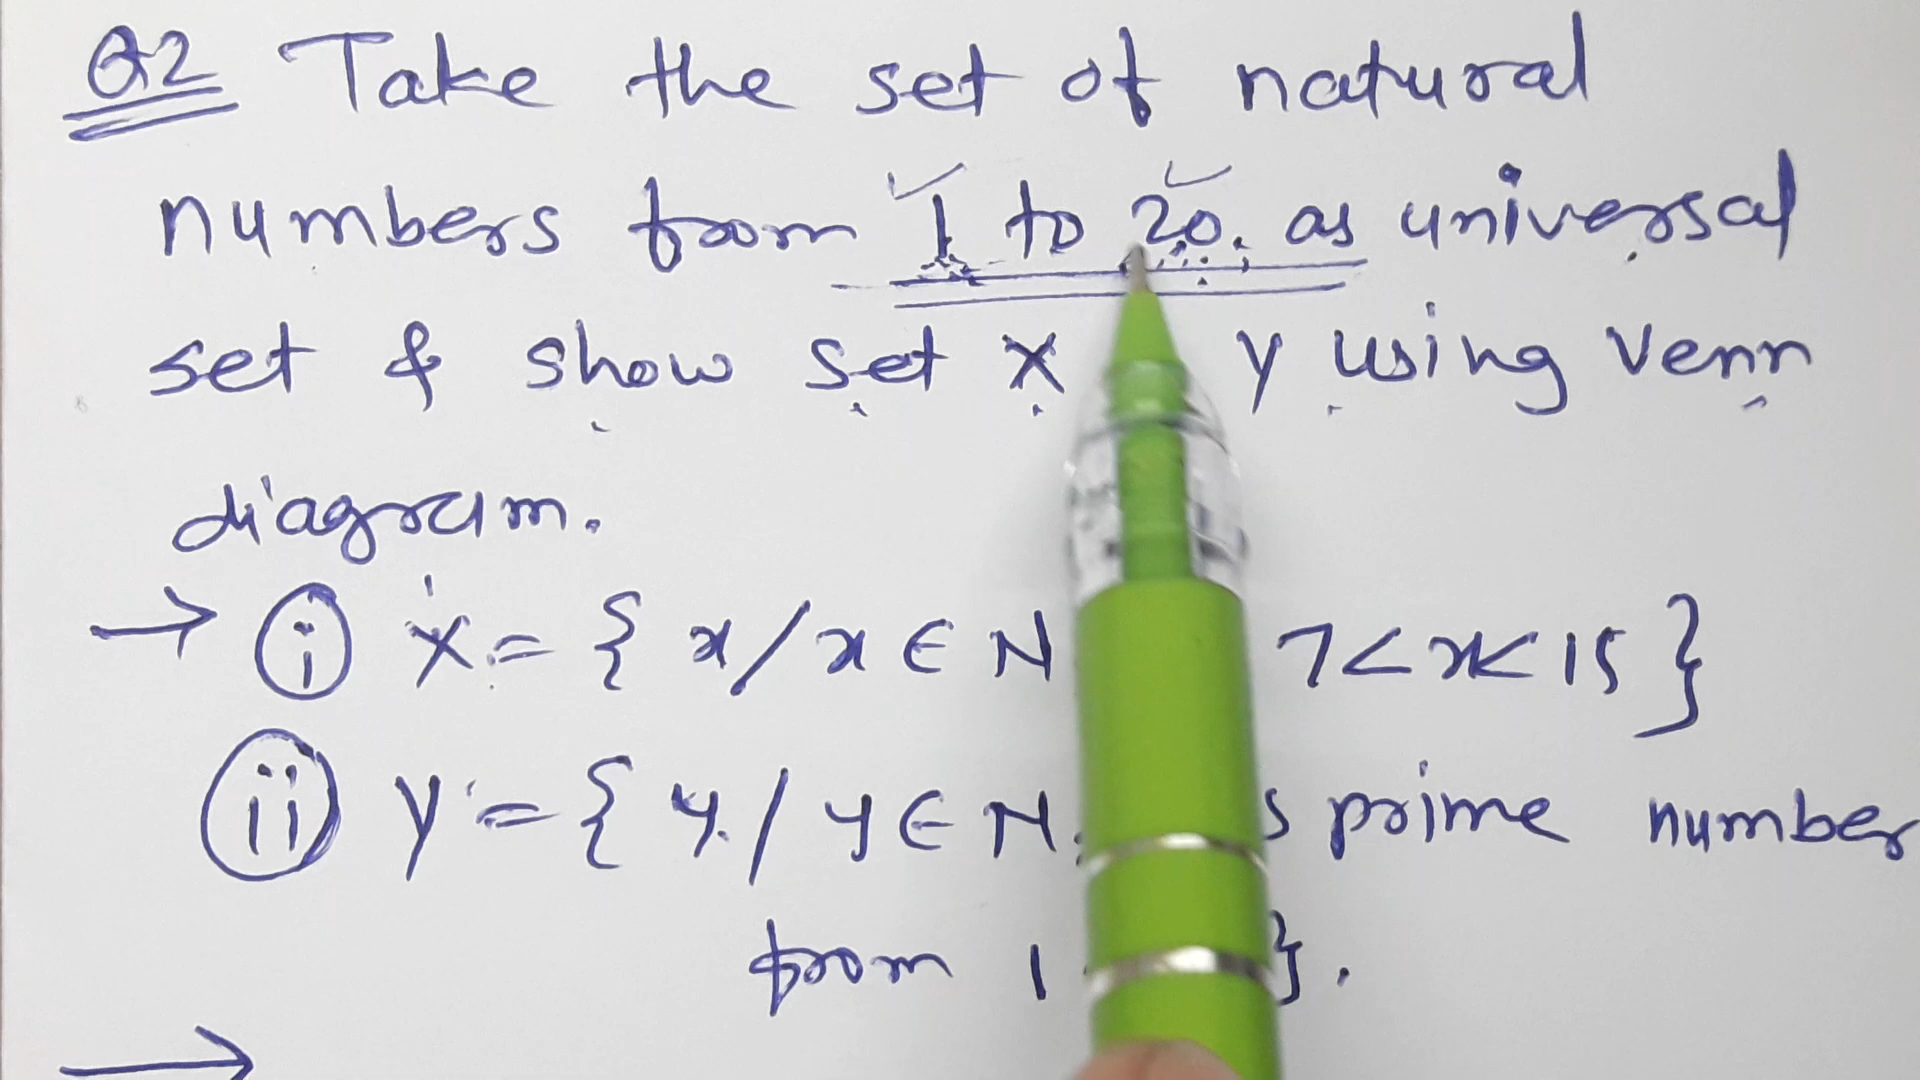 Q2 Take the set of natural
numbers from 1 to 20. as universal
set & show set X Y using Venn
diagram.
→ (i) X = { x / x ∈ N 7 < x < 15 }
(ii) Y = { y / y ∈ N, s prime number
from 1 }.
→